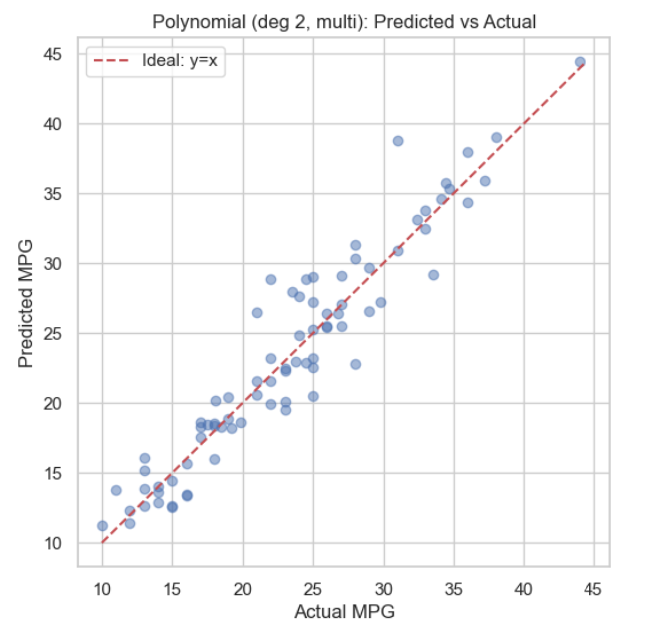 Polynomial (deg 2, multi): Predicted vs Actual
Ideal: y=x
45
40
35
30
25
20
15
10
Predicted MPG
10 15 20 25 30 35 40 45
Actual MPG